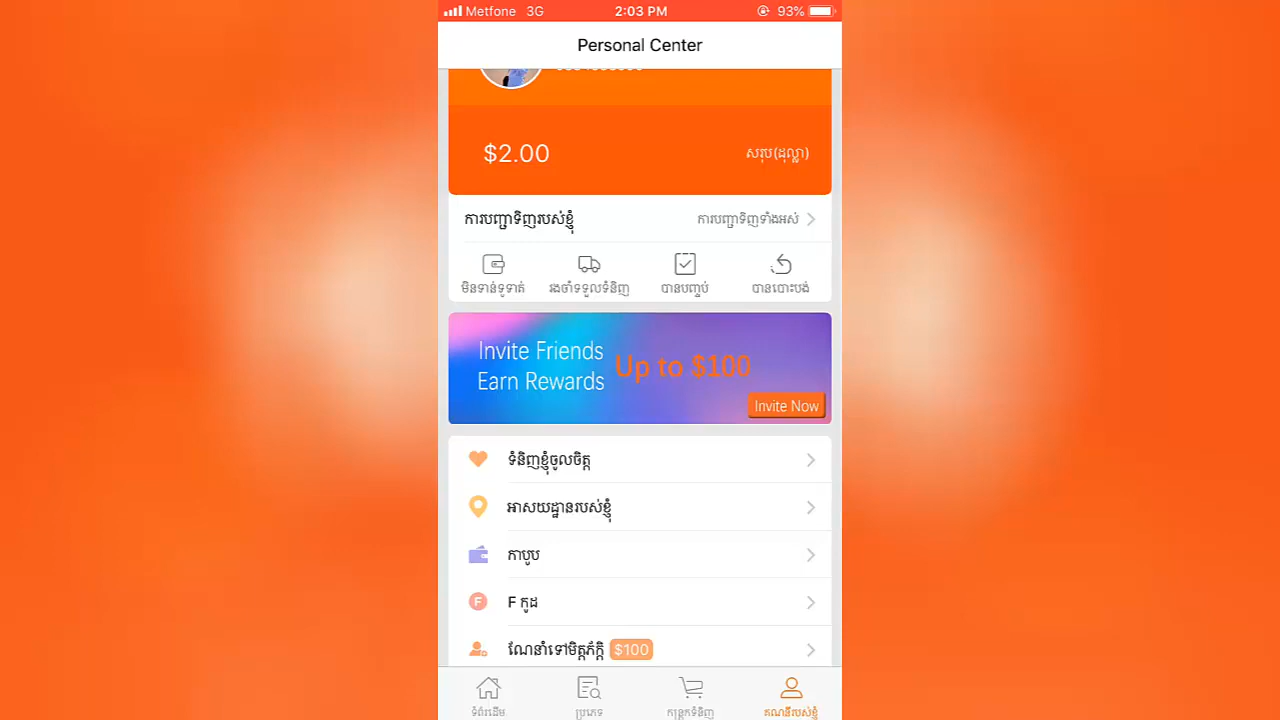 Metfone 3G 2:03 PM 93%
Personal Center
$2.00 សរុប(ដុល្លា)
ការបញ្ជាទិញរបស់ខ្ញុំ ការបញ្ជាទិញទាំងអស់
មិនទាន់ទូទាត់ រងចាំទទួលទំនិញ បានបញ្ចប់ បានបោះបង់
Invite Friends
Earn Rewards
Up to $100
Invite Now
ទំនិញខ្ញុំចូលចិត្ត
អាសយដ្ឋានរបស់ខ្ញុំ
កាបូប
F កូដ
ណែនាំទៅមិត្តភ័ក្តិ $100
ទំព័រដើម ប្រភេទ កន្ត្រកទំនិញ គណនីរបស់ខ្ញុំ